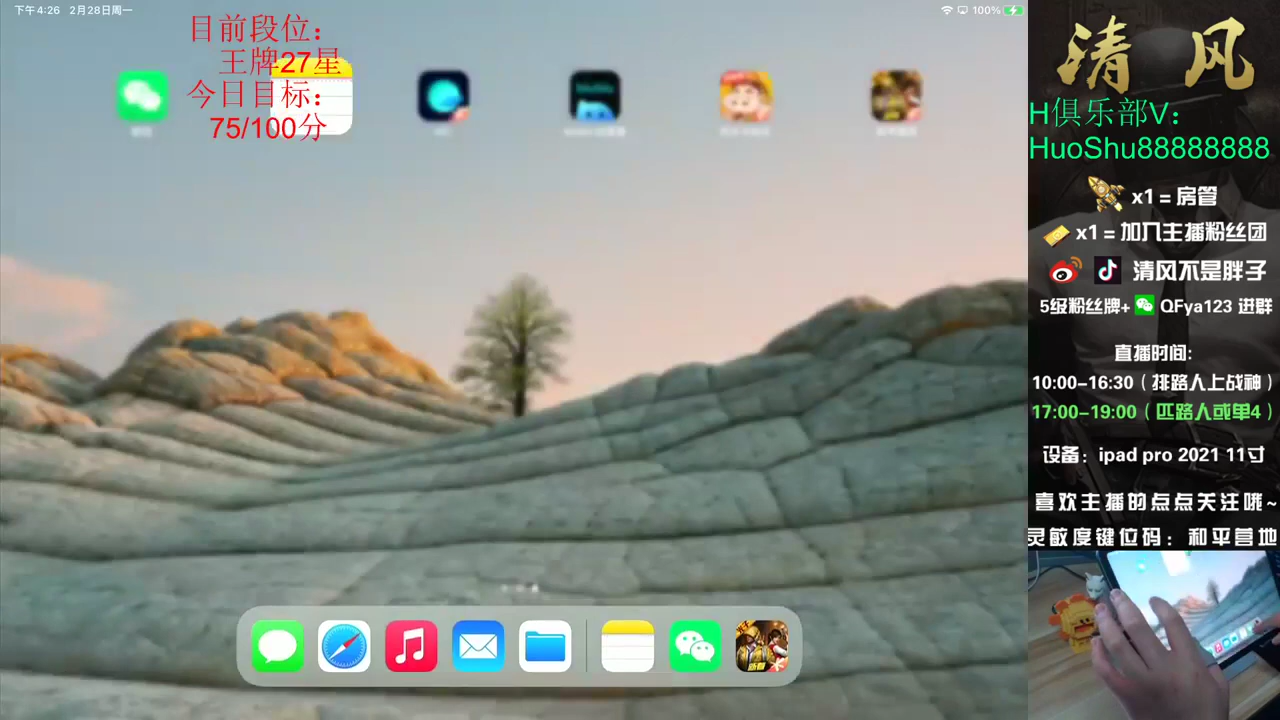 下午4:26 2月28日周一
100%
目前段位：
王牌27星
今日目标：
75/100分
清 风
H俱乐部V：
HuoShu88888888
x1 = 房管
x1 = 加入主播粉丝团
清风不是胖子
5级粉丝牌+ QFya123 进群
直播时间:
10:00-16:30（排路人上战神）
17:00-19:00（匹路人或单4）
设备：ipad pro 2021 11寸
喜欢主播的点点关注哦~
灵敏度键位码：和平营地